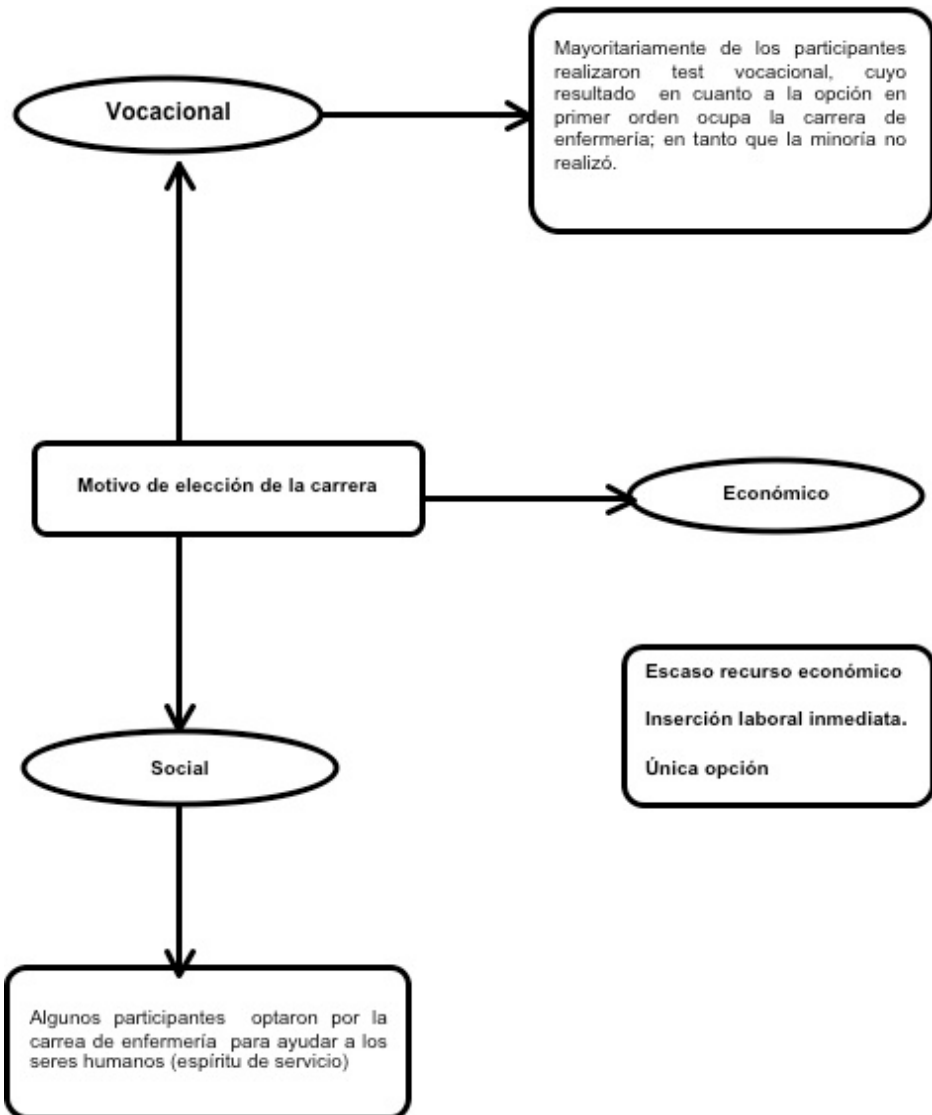 Mayoritariamente de los participantes
realizaron test vocacional, cuyo
resultado en cuanto a la opción en
primer orden ocupa la carrera de
enfermería; en tanto que la minoría no
realizó.
Vocacional
Motivo de elección de la carrera
Económico
Escaso recurso económico
Inserción laboral inmediata.
Única opción
Social
Algunos participantes optaron por la
carrea de enfermería para ayudar a los
seres humanos (espíritu de servicio)